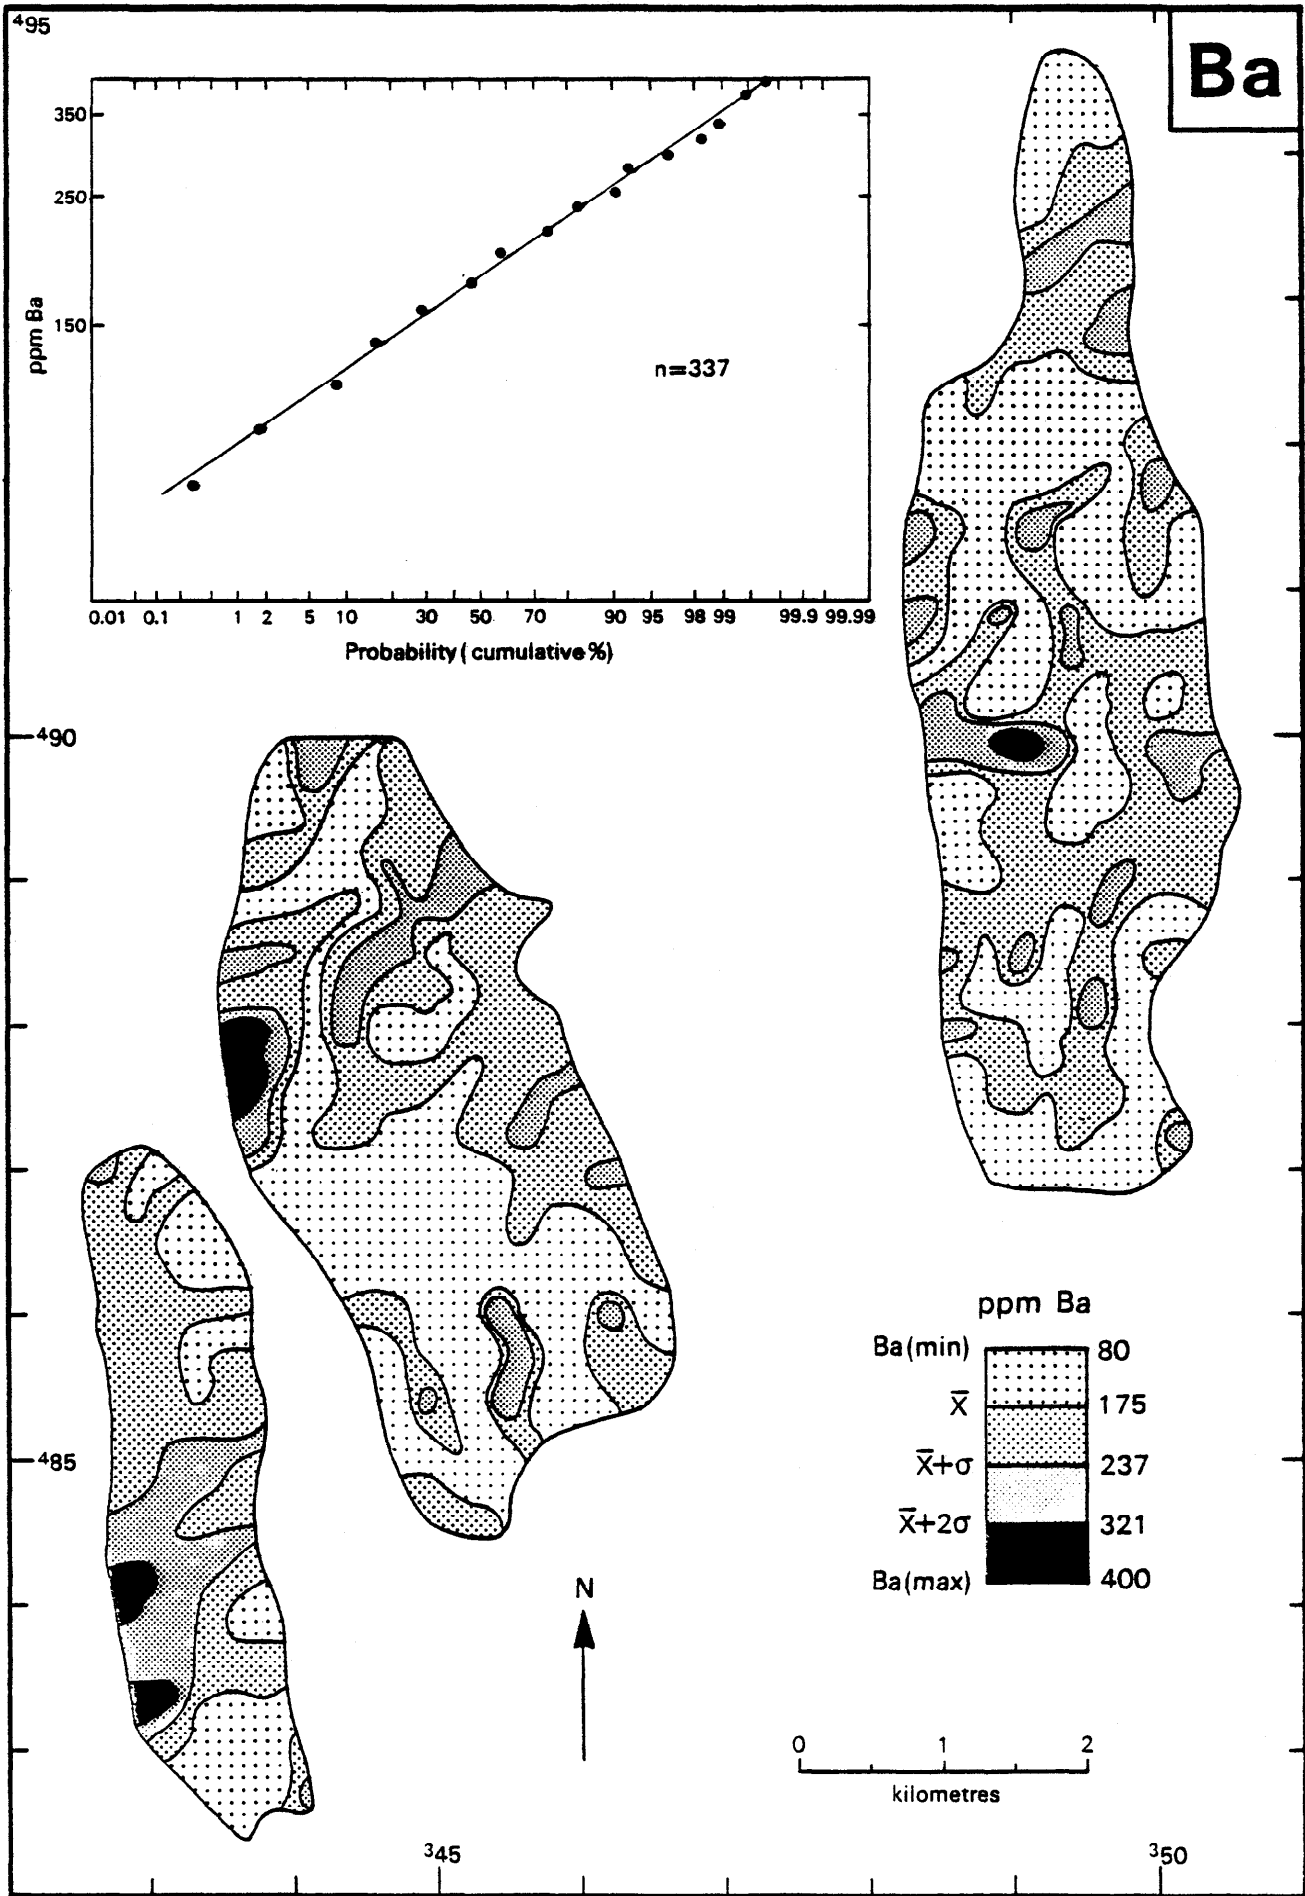 495
Ba
350
250
150
ppm Ba
n=337
0.01 0.1 1 2 5 10 30 50 70 90 95 98 99 99.9 99.99
Probability ( cumulative %)
490
485
ppm Ba
Ba(min) 80
X̅ 175
X̅+σ 237
X̅+2σ 321
Ba(max) 400
N
0 1 2
kilometres
345
350